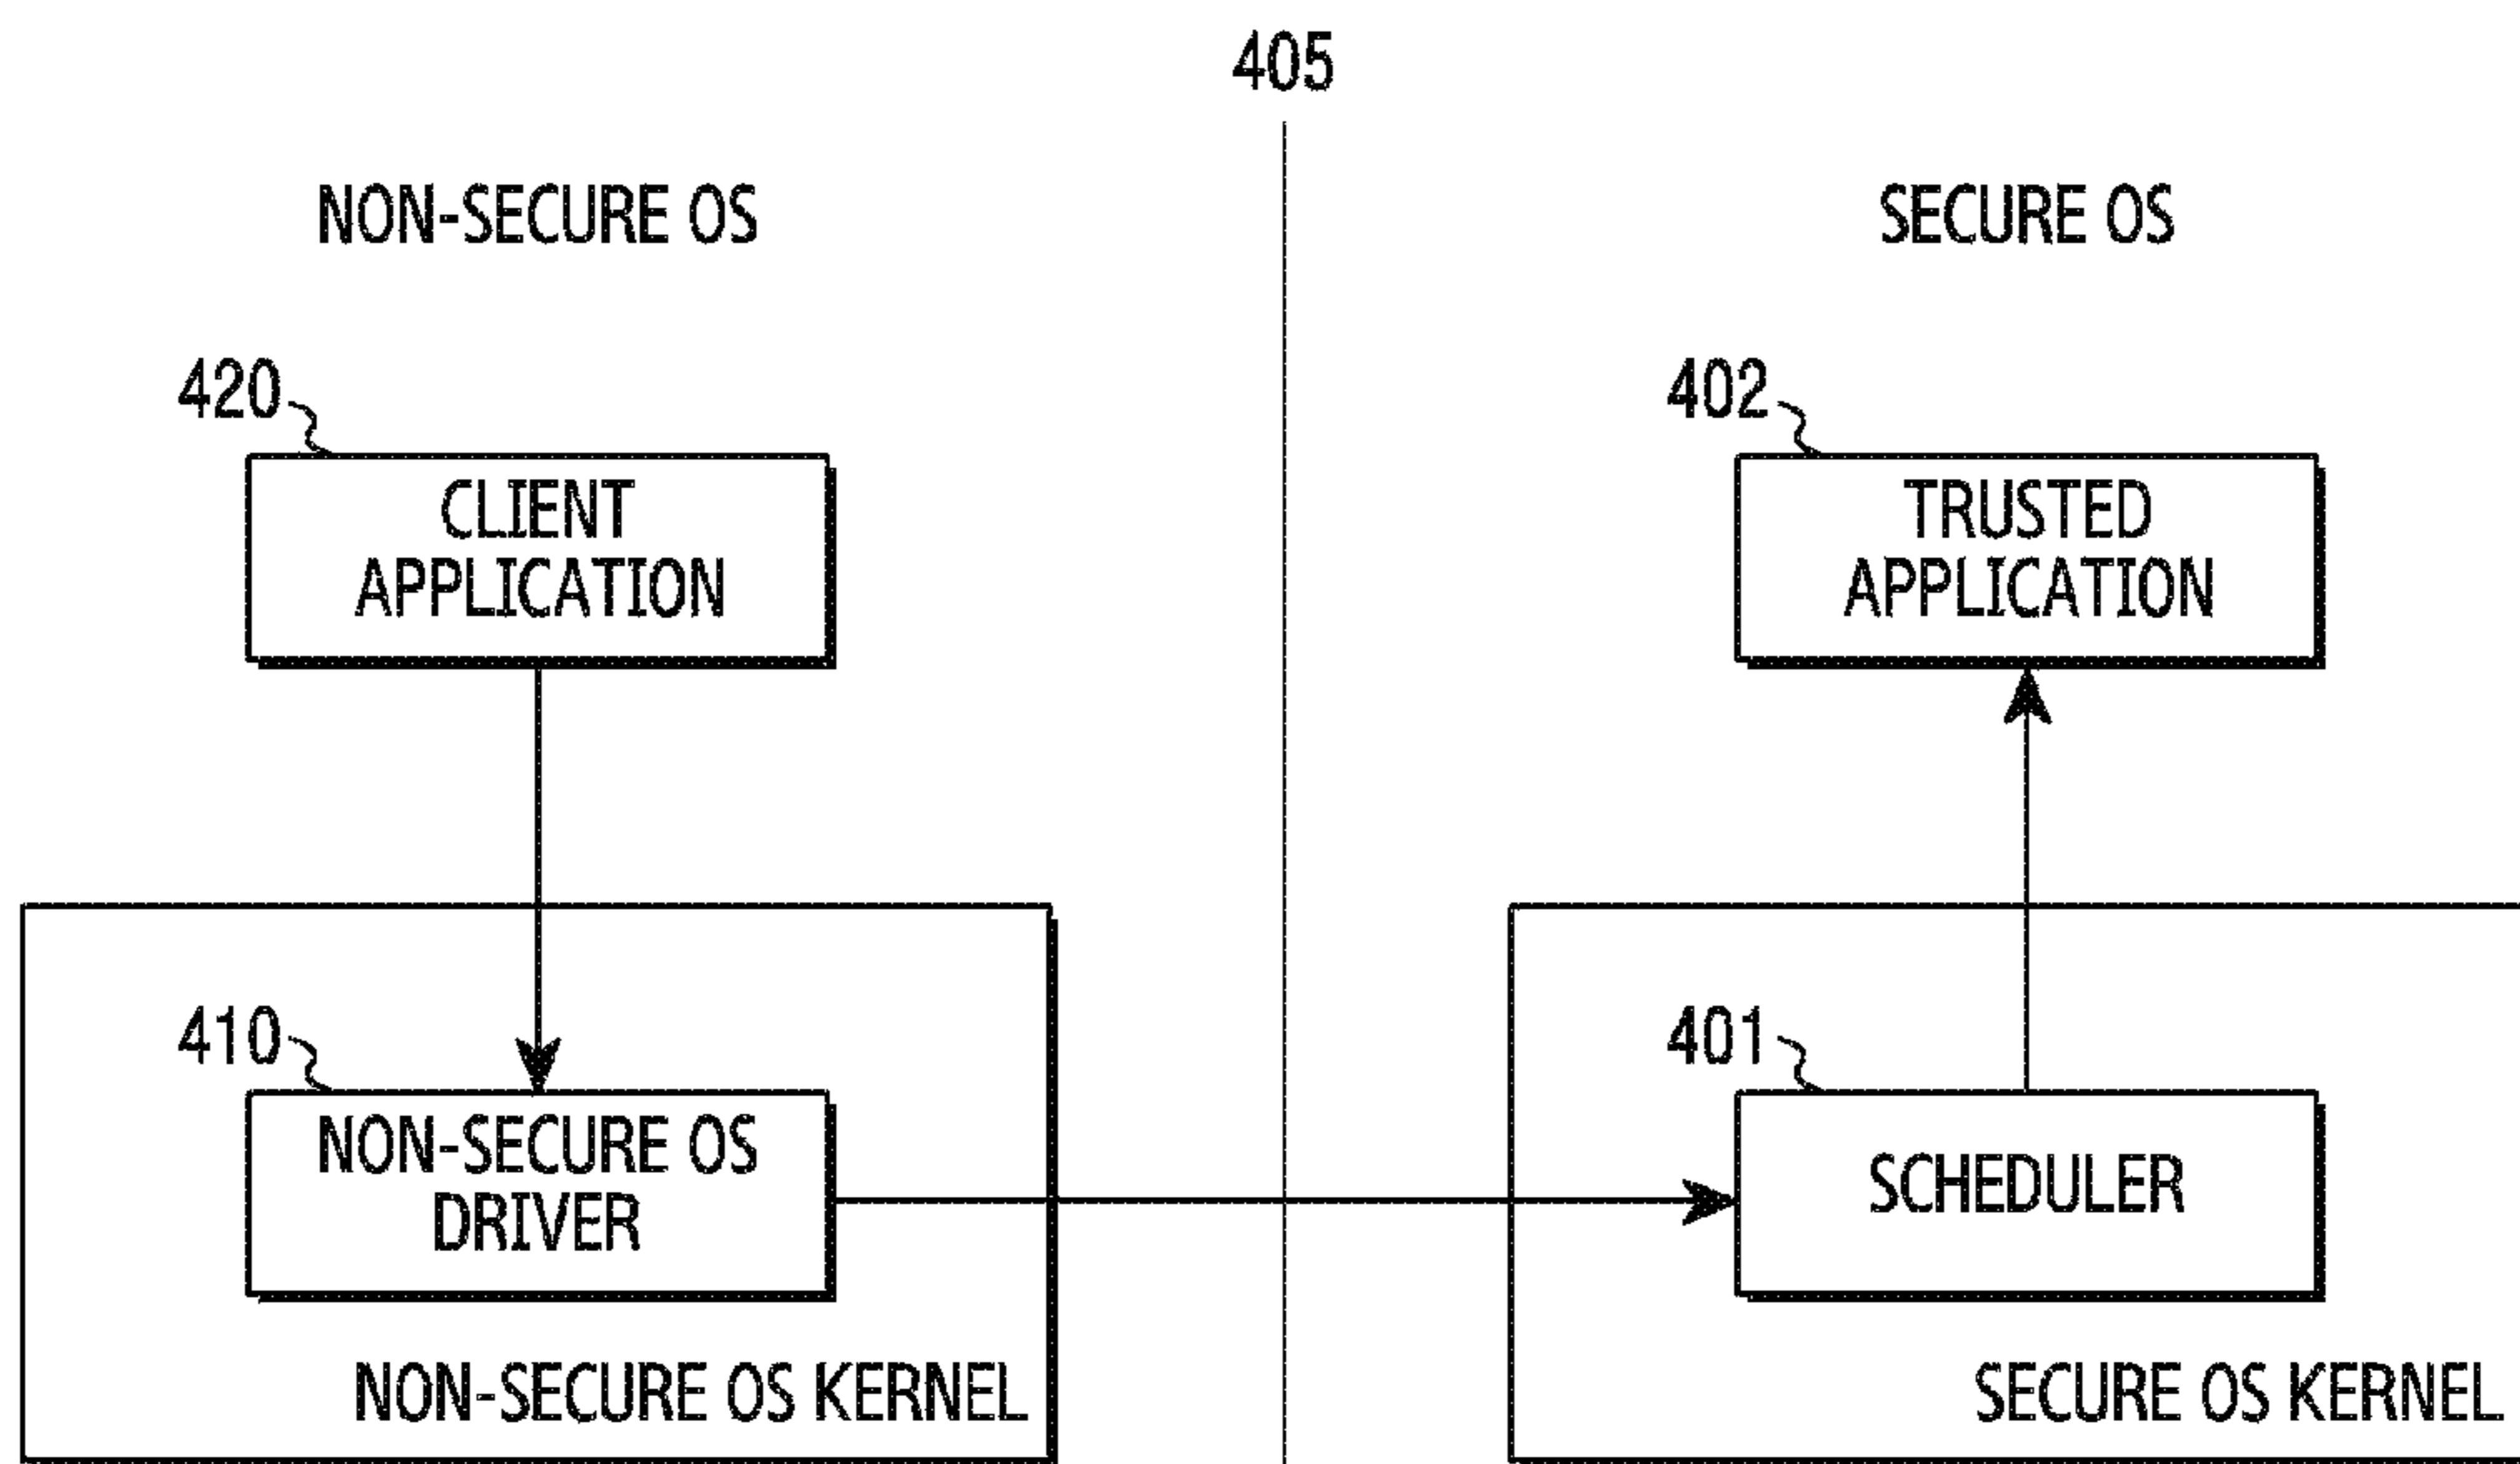 405
NON-SECURE OS
SECURE OS
420
402
CLIENT
APPLICATION
TRUSTED
APPLICATION
410
401
NON-SECURE OS
DRIVER
SCHEDULER
NON-SECURE OS KERNEL
SECURE OS KERNEL